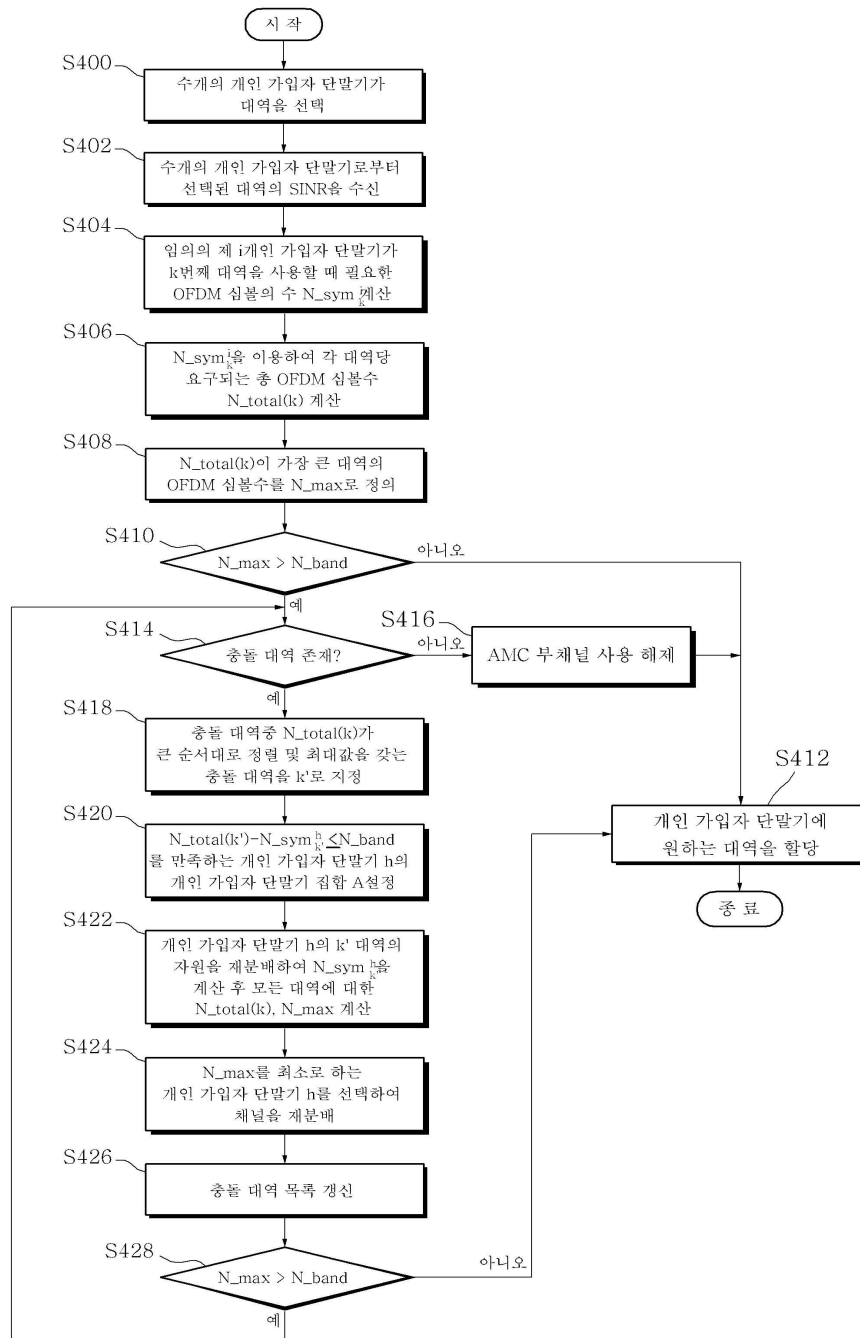 시 작
S400
수개의 개인 가입자 단말기가
대역을 선택
S402
수개의 개인 가입자 단말기로부터
선택된 대역의 SINR을 수신
S404
임의의 제 i개인 가입자 단말기가
k번째 대역을 사용할 때 필요한
OFDM 심볼의 수 N_sym_k^i계산
S406
N_sym_k^i을 이용하여 각 대역당
요구되는 총 OFDM 심볼수
N_total(k) 계산
S408
N_total(k)이 가장 큰 대역의
OFDM 심볼수를 N_max로 정의
S410
N_max > N_band
아니오
예
S414
충돌 대역 존재?
아니오
예
S416
AMC 부채널 사용 해제
S418
충돌 대역중 N_total(k)가
큰 순서대로 정렬 및 최대값을 갖는
충돌 대역을 k'로 지정
S412
개인 가입자 단말기에
원하는 대역을 할당
종 료
S420
N_total(k')-N_sym_k'^h ≤N_band
를 만족하는 개인 가입자 단말기 h의
개인 가입자 단말기 집합 A설정
S422
개인 가입자 단말기 h의 k' 대역의
자원을 재분배하여 N_sym_k^h을
계산 후 모든 대역에 대한
N_total(k), N_max 계산
S424
N_max를 최소로 하는
개인 가입자 단말기 h를 선택하여
채널을 재분배
S426
충돌 대역 목록 갱신
S428
N_max > N_band
아니오
예